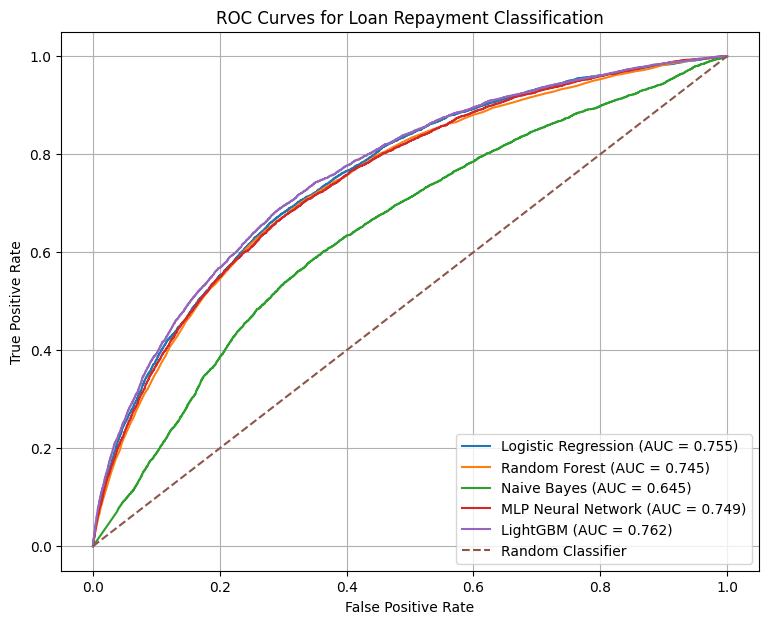 ROC Curves for Loan Repayment Classification
True Positive Rate
1.0
0.8
0.6
0.4
0.2
0.0
Logistic Regression (AUC = 0.755)
Random Forest (AUC = 0.745)
Naive Bayes (AUC = 0.645)
MLP Neural Network (AUC = 0.749)
LightGBM (AUC = 0.762)
Random Classifier
0.0 0.2 0.4 0.6 0.8 1.0
False Positive Rate